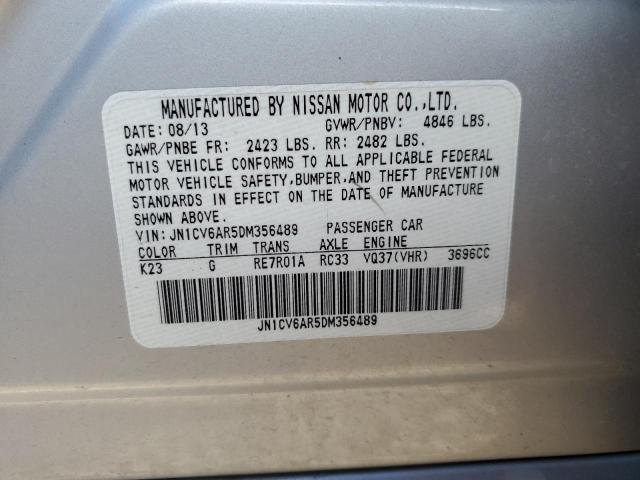 MANUFACTURED BY NISSAN MOTOR CO.,LTD.
DATE: 08/13 GVWR/PNBV: 4846 LBS.
GAWR/PNBE FR: 2423 LBS. RR: 2482 LBS.
THIS VEHICLE CONFORMS TO ALL APPLICABLE FEDERAL
MOTOR VEHICLE SAFETY,BUMPER,AND THEFT PREVENTION
STANDARDS IN EFFECT ON THE DATE OF MANUFACTURE
SHOWN ABOVE.
VIN: JN1CV6AR5DM356489 PASSENGER CAR
COLOR TRIM TRANS AXLE ENGINE
K23 G RE7R01A RC33 VQ37(VHR) 3696CC
JN1CV6AR5DM356489